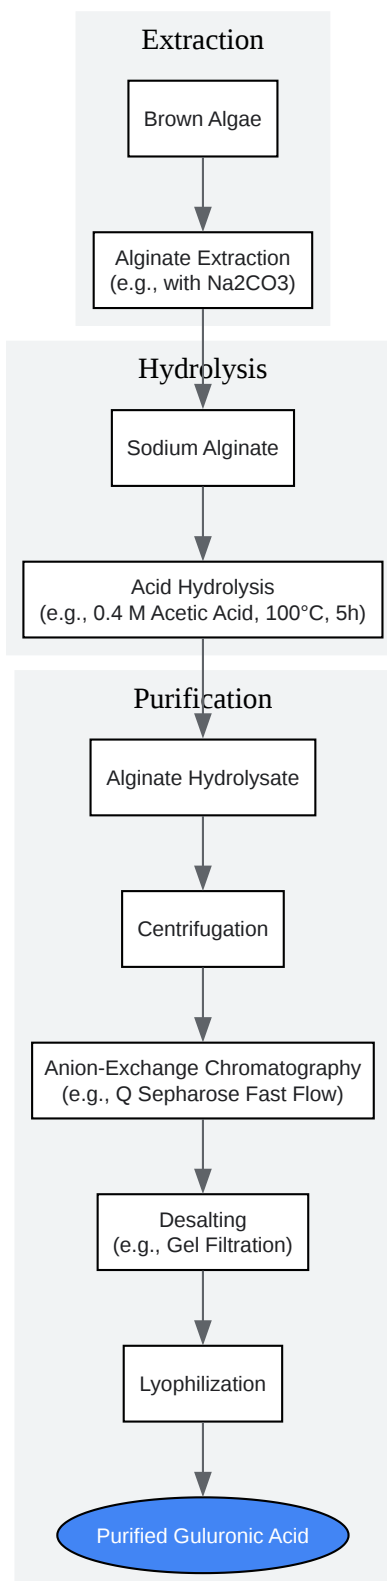 Extraction
Brown Algae
Alginate Extraction
(e.g., with Na2CO3)
Hydrolysis
Sodium Alginate
Acid Hydrolysis
(e.g., 0.4 M Acetic Acid, 100°C, 5h)
Purification
Alginate Hydrolysate
Centrifugation
Anion-Exchange Chromatography
(e.g., Q Sepharose Fast Flow)
Desalting
(e.g., Gel Filtration)
Lyophilization
Purified Guluronic Acid